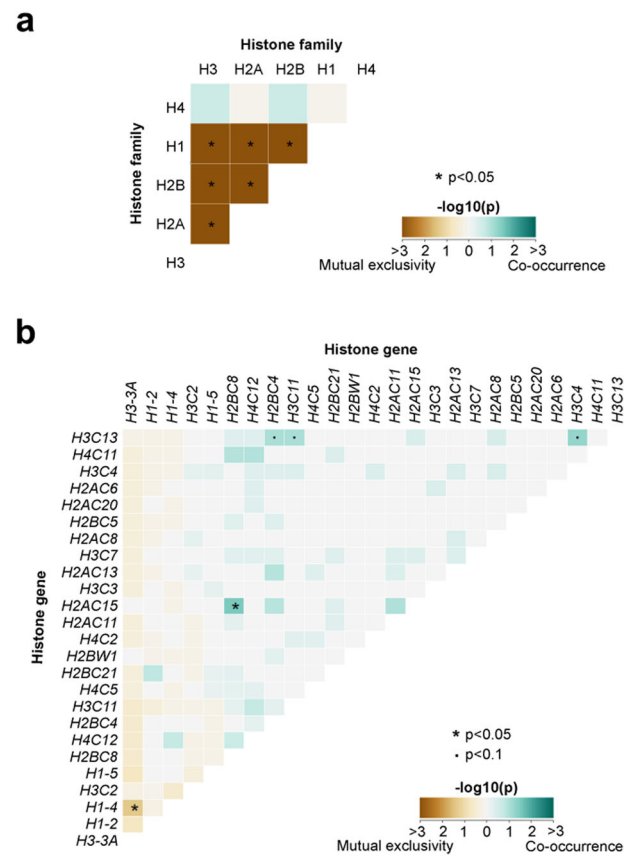 a
Histone family
H3 H2A H2B H1 H4
Histone family
H4
H1 * * *
H2B * *
H2A *
H3
* p<0.05
-log10(p)
>3 2 1 0 1 2 >3
Mutual exclusivity Co-occurrence
b
Histone gene
H3-3A H1-2 H1-4 H3C2 H1-5 H2BC8 H4C12 H2BC4 H3C11 H4C5 H2BC21 H2BW1 H4C2 H2AC11 H2AC15 H3C3 H2AC13 H3C7 H2AC8 H2BC5 H2AC20 H2AC6 H3C4 H4C11 H3C13
Histone gene
H3C13 · · ·
H4C11
H3C4
H2AC6
H2AC20
H2BC5
H2AC8
H3C7
H2AC13
H3C3
H2AC15 *
H2AC11
H4C2
H2BW1
H2BC21
H4C5
H3C11
H2BC4
H4C12
H2BC8
H1-5
H3C2
H1-4 *
H1-2
H3-3A
* p<0.05
· p<0.1
-log10(p)
>3 2 1 0 1 2 >3
Mutual exclusivity Co-occurrence